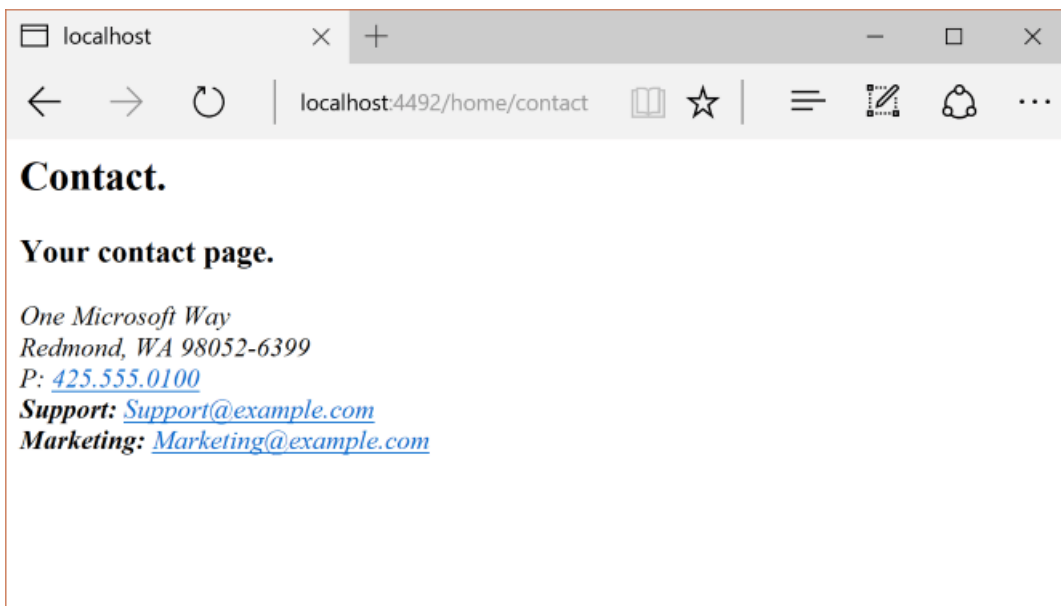 localhost
localhost:4492/home/contact
Contact.
Your contact page.
One Microsoft Way
Redmond, WA 98052-6399
P: 425.555.0100
Support: Support@example.com
Marketing: Marketing@example.com